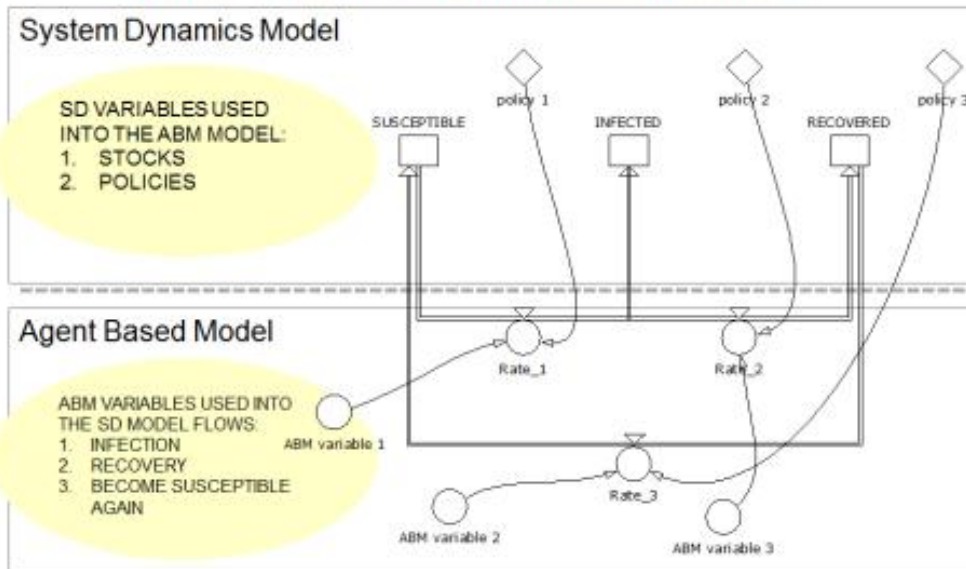 System Dynamics Model
SD VARIABLES USED
INTO THE ABM MODEL:
1. STOCKS
2. POLICIES
policy 1
policy 2
policy 3
SUSCEPTIBLE
INFECTED
RECOVERED
Agent Based Model
ABM VARIABLES USED INTO
THE SD MODEL FLOWS:
1. INFECTION
2. RECOVERY
3. BECOME SUSCEPTIBLE
AGAIN
Rate_1
Rate_2
ABM variable 1
Rate_3
ABM variable 2
ABM variable 3